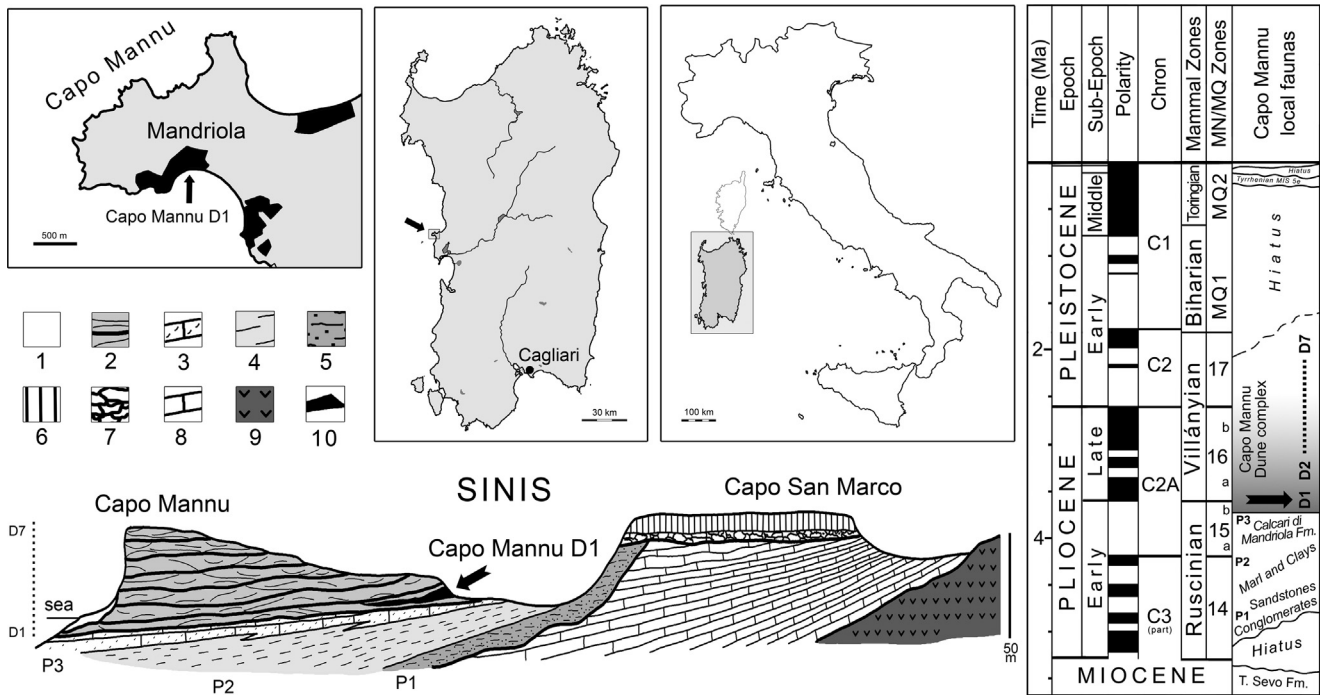 Capo Mannu
Mandriola
Capo Mannu D1
500 m
1 2 3 4 5
6 7 8 9 10
Cagliari
30 km
100 km
SINIS
Capo Mannu
Capo San Marco
Capo Mannu D1
D7
sea
D1
P3
P2
P1
50
m
Time (Ma)
Epoch
Sub-Epoch
Polarity
Chron
Mammal Zones
MN/MQ Zones
Capo Mannu
local faunas
2
4
PLEISTOCENE
PLIOCENE
MIOCENE
Middle
Early
Late
Early
C1
C2
C2A
C3
(part)
Toringian
Biharian
Villányian
Ruscinian
MQ2
MQ1
17
b
16
a
b
15
a
14
Hiatus
Tyrrhenian MIS 5e
Hiatus
Capo Mannu
Dune complex
D1 D2 D7
P3 Calcari di
Mandriola Fm.
P2
Marl and Clays
Sandstones
P1
Conglomerates
Hiatus
T. Sevo Fm.